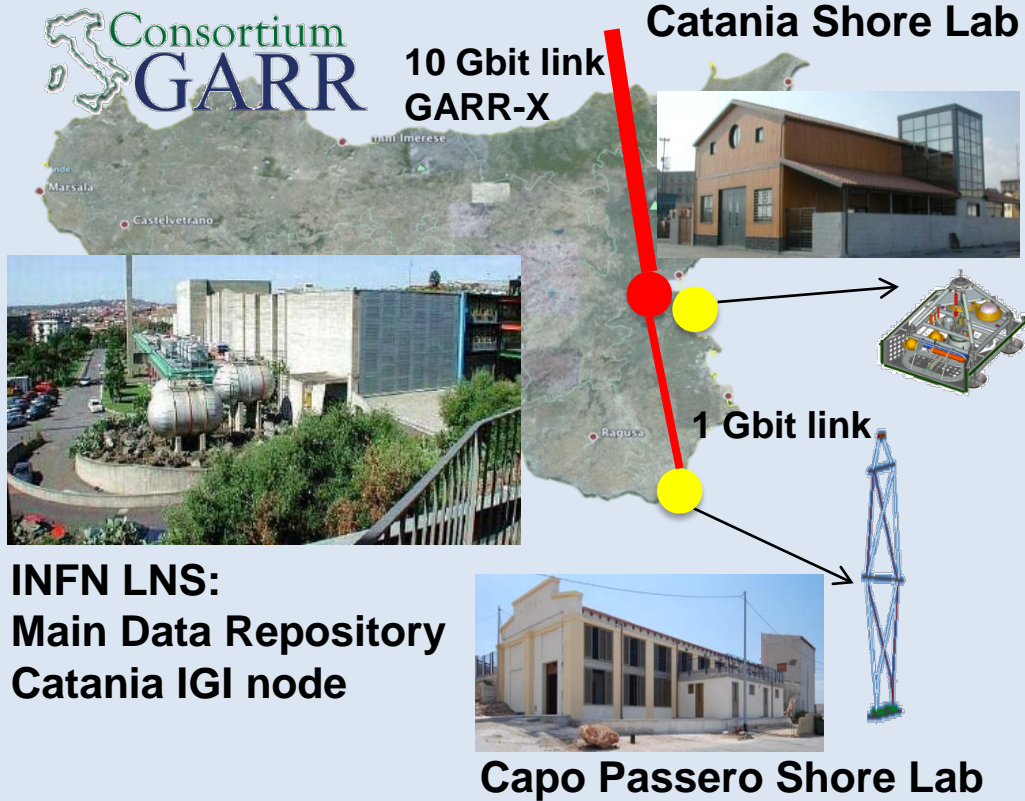 Consortium
GARR
10 Gbit link
GARR-X
Catania Shore Lab
Imerese
Marsala
Castelvetrano
Ragusa
1 Gbit link
INFN LNS:
Main Data Repository
Catania IGI node
Capo Passero Shore Lab